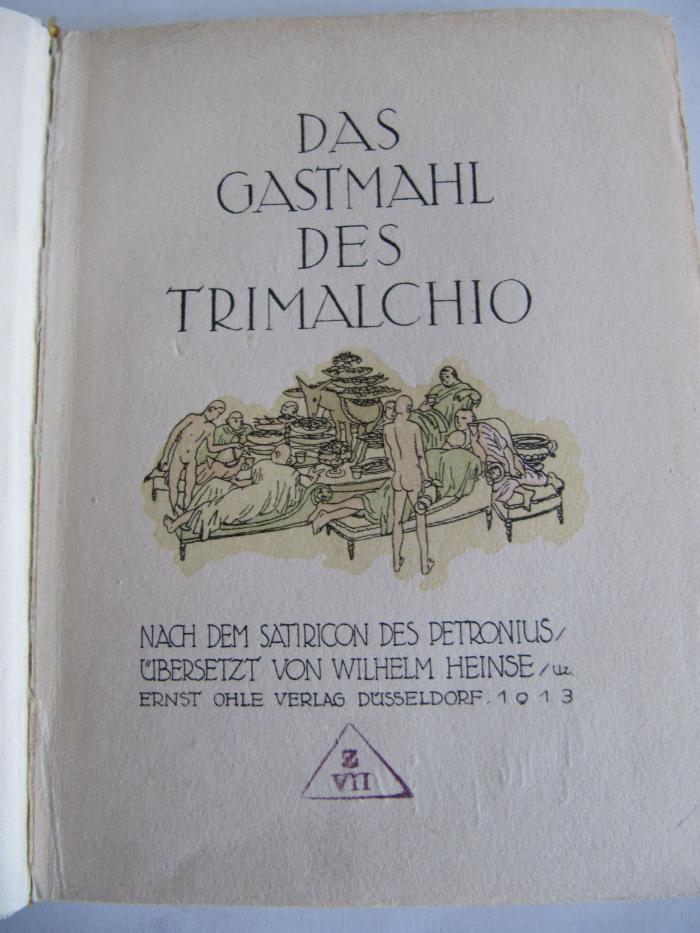 DAS
GASTMAHL
DES
TRIMALCHIO
NACH DEM SATIRICON DES PETRONIUS/
ÜBERSETZT VON WILHELM HEINSE/uz.
ERNST OHLE VERLAG DÜSSELDORF. 1913
Z
VII